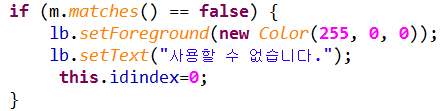 if (m.matches() == false) {
    lb.setForeground(new Color(255, 0, 0));
    lb.setText("사용할 수 없습니다.");
     this.idindex=0;
}